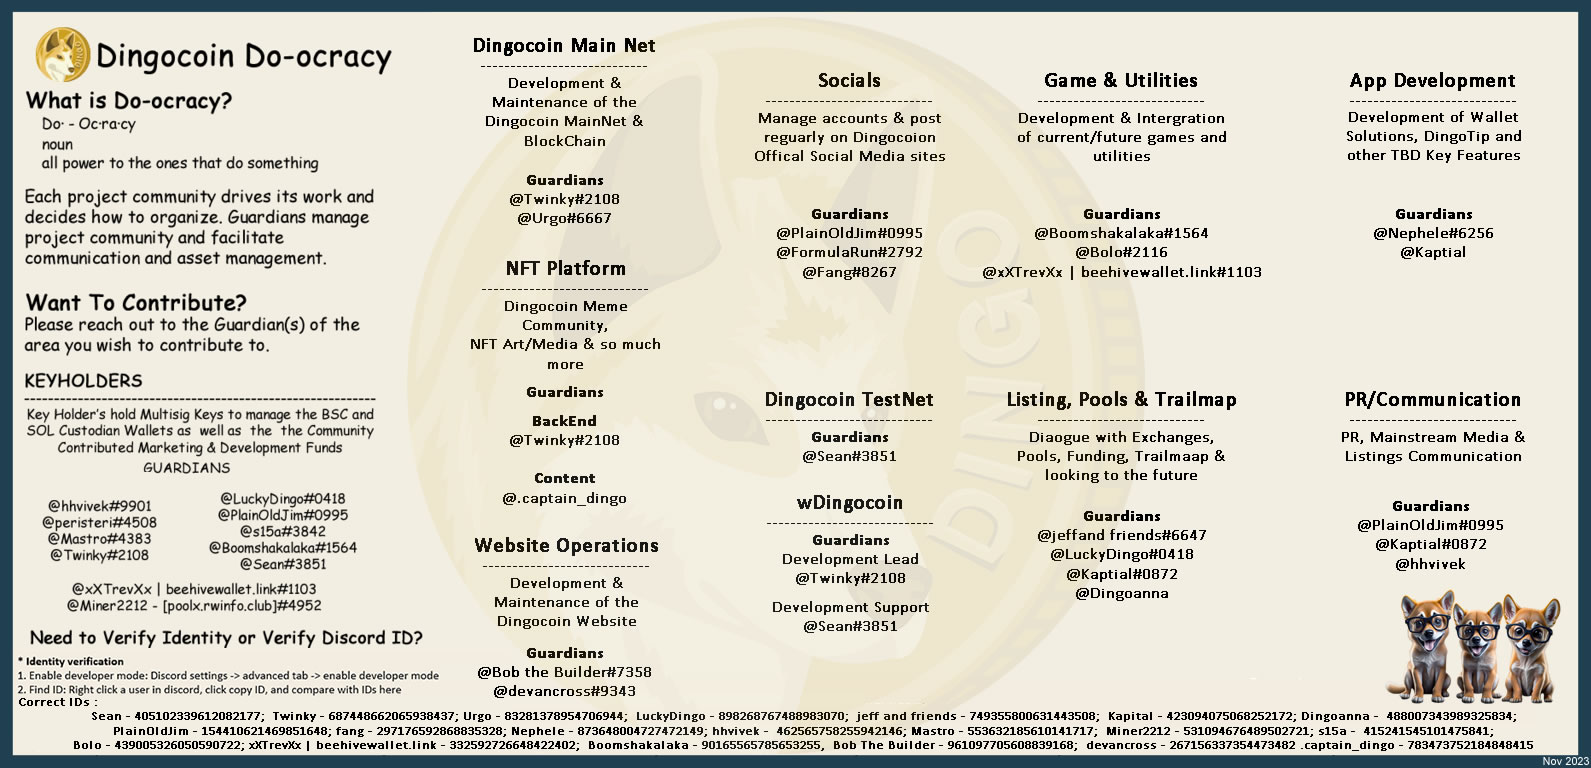 Dingocoin Do-ocracy
What is Do-ocracy?
Do· - Oc·ra·cy
noun
all power to the ones that do something
Each project community drives its work and
decides how to organize. Guardians manage
project community and facilitate
communication and asset management.
Want To Contribute?
Please reach out to the Guardian(s) of the
area you wish to contribute to.
KEYHOLDERS
Key Holder's hold Multisig Keys to manage the BSC and
SOL Custodian Wallets as well as the the Community
Contributed Marketing & Development Funds
GUARDIANS
@hhvivek#9901
@peristeri#4508
@Mastro#4383
@Twinky#2108
@LuckyDingo#0418
@PlainOldJim#0995
@s15a#3842
@Boomshakalaka#1564
@Sean#3851
@xXTrevXx | beehivewallet.link#1103
@Miner2212 - [poolx.rwinfo.club]#4952
Need to Verify Identity or Verify Discord ID?
* Identity verification
1. Enable developer mode: Discord settings -> advanced tab -> enable developer mode
2. Find ID: Right click a user in discord, click copy ID, and compare with IDs here
Dingocoin Main Net
Development &
Maintenance of the
Dingocoin MainNet &
BlockChain
Guardians
@Twinky#2108
@Urgo#6667
NFT Platform
Dingocoin Meme
Community,
NFT Art/Media & so much
more
Guardians
BackEnd
@Twinky#2108
Content
@.captain_dingo
Website Operations
Development &
Maintenance of the
Dingocoin Website
Guardians
@Bob the Builder#7358
@devancross#9343
Socials
Manage accounts & post
reguarly on Dingocoion
Offical Social Media sites
Guardians
@PlainOldJim#0995
@FormulaRun#2792
@Fang#8267
Dingocoin TestNet
Guardians
@Sean#3851
wDingocoin
Guardians
Development Lead
@Twinky#2108
Development Support
@Sean#3851
Game & Utilities
Development & Intergration
of current/future games and
utilities
Guardians
@Boomshakalaka#1564
@Bolo#2116
@xXTrevXx | beehivewallet.link#1103
Listing, Pools & Trailmap
Diaogue with Exchanges,
Pools, Funding, Trailmaap &
looking to the future
Guardians
@jeffand friends#6647
@LuckyDingo#0418
@Kaptial#0872
@Dingoanna
App Development
Development of Wallet
Solutions, DingoTip and
other TBD Key Features
Guardians
@Nephele#6256
@Kaptial
PR/Communication
PR, Mainstream Media &
Listings Communication
Guardians
@PlainOldJim#0995
@Kaptial#0872
@hhvivek
DINGO
Correct IDs :
Sean - 405102339612082177; Twinky - 687448662065938437; Urgo - 83281378954706944; LuckyDingo - 898268767488983070; jeff and friends - 749355800631443508; Kapital - 423094075068252172; Dingoanna - 488007343989325834;
PlainOldJim - 154410621469851648; fang - 297176592868835328; Nephele - 873648004727472149; hhvivek - 462565758255942146; Mastro - 553632185610141717; Miner2212 - 531094676489502721; s15a - 415241545101475841;
Bolo - 439005326050590722; xXTrevXx | beehivewallet.link - 332592726648422402; Boomshakalaka - 90165565785653255, Bob The Builder - 961097705608839168; devancross - 267156337354473482 .captain_dingo - 783473752184848415
Nov 2023